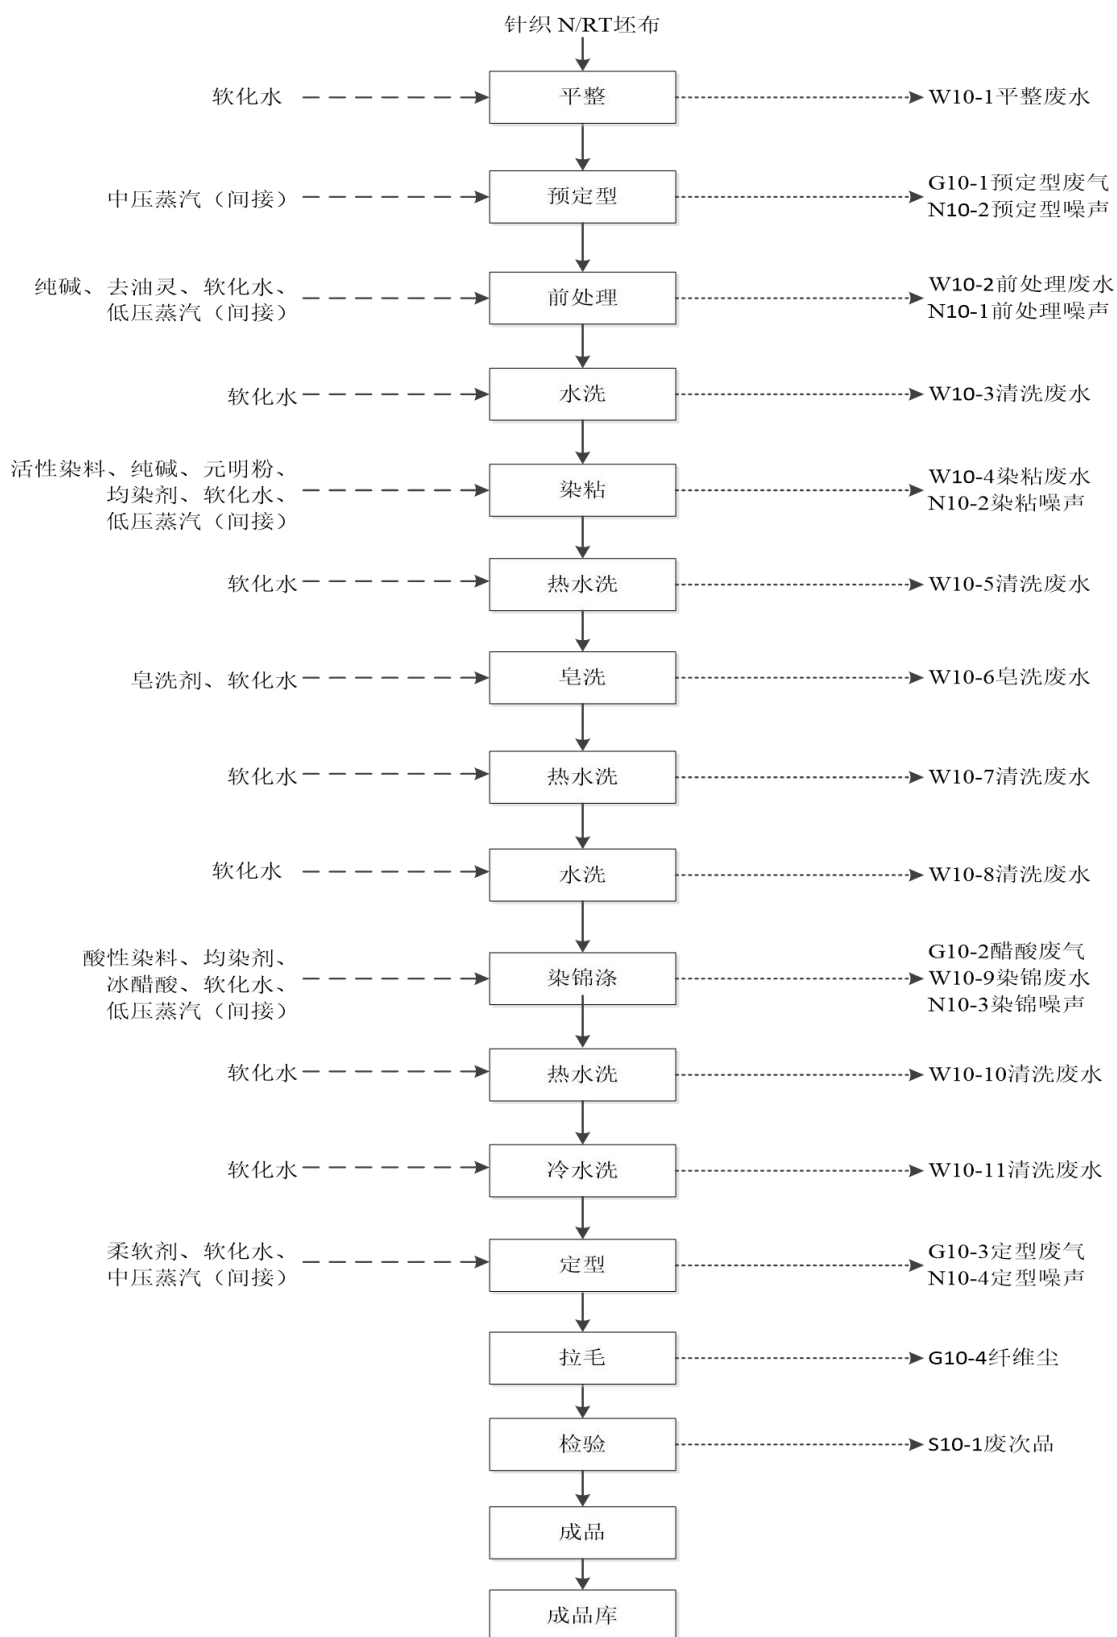 针织 N/RT坯布
软化水
平整
W10-1平整废水
中压蒸汽（间接）
预定型
G10-1预定型废气
N10-2预定型噪声
纯碱、去油灵、软化水、
低压蒸汽（间接）
前处理
W10-2前处理废水
N10-1前处理噪声
软化水
水洗
W10-3清洗废水
活性染料、纯碱、元明粉、
均染剂、软化水、
低压蒸汽（间接）
染粘
W10-4染粘废水
N10-2染粘噪声
软化水
热水洗
W10-5清洗废水
皂洗剂、软化水
皂洗
W10-6皂洗废水
软化水
热水洗
W10-7清洗废水
软化水
水洗
W10-8清洗废水
酸性染料、均染剂、
冰醋酸、软化水、
低压蒸汽（间接）
染锦涤
G10-2醋酸废气
W10-9染锦废水
N10-3染锦噪声
软化水
热水洗
W10-10清洗废水
软化水
冷水洗
W10-11清洗废水
柔软剂、软化水、
中压蒸汽（间接）
定型
G10-3定型废气
N10-4定型噪声
拉毛
G10-4纤维尘
检验
S10-1废次品
成品
成品库